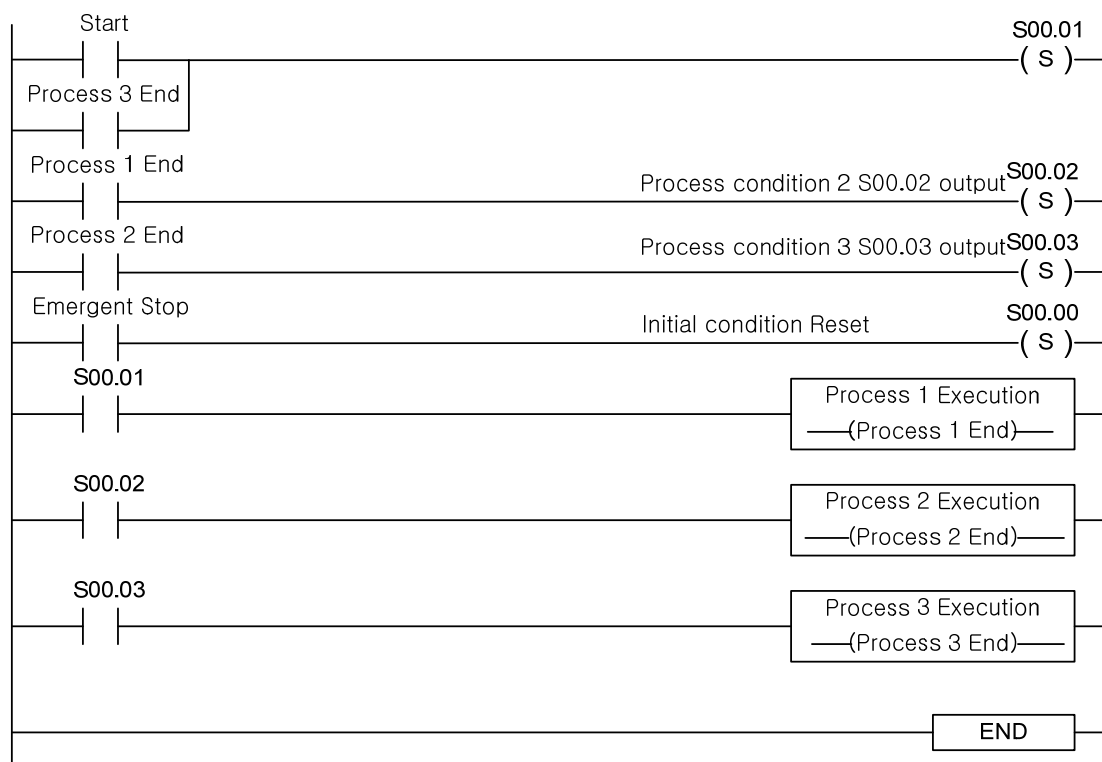 Start
S00.01
( S )
Process 3 End
Process 1 End
Process condition 2 S00.02 output
S00.02
( S )
Process 2 End
Process condition 3 S00.03 output
S00.03
( S )
Emergent Stop
Initial condition Reset
S00.00
( S )
S00.01
Process 1 Execution
(Process 1 End)
S00.02
Process 2 Execution
(Process 2 End)
S00.03
Process 3 Execution
(Process 3 End)
END